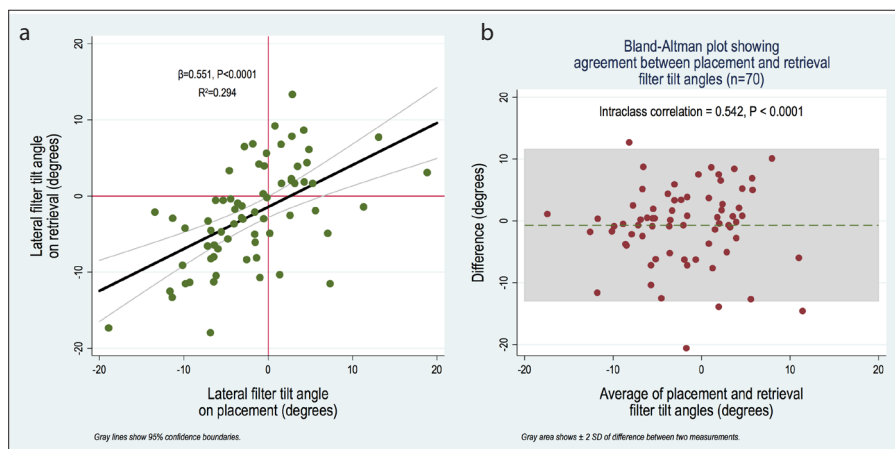 a
β=0.551, P<0.0001
R²=0.294
Lateral filter tilt angle
on retrieval (degrees)
20
10
0
-10
-20
-20
-10
0
10
20
Lateral filter tilt angle
on placement (degrees)
Gray lines show 95% confidence boundaries.
b
Bland-Altman plot showing
agreement between placement and retrieval
filter tilt angles (n=70)
Intraclass correlation = 0.542, P < 0.0001
Difference (degrees)
20
10
0
-10
-20
-20
-10
0
10
20
Average of placement and retrieval
filter tilt angles (degrees)
Gray area shows ± 2 SD of difference between two measurements.